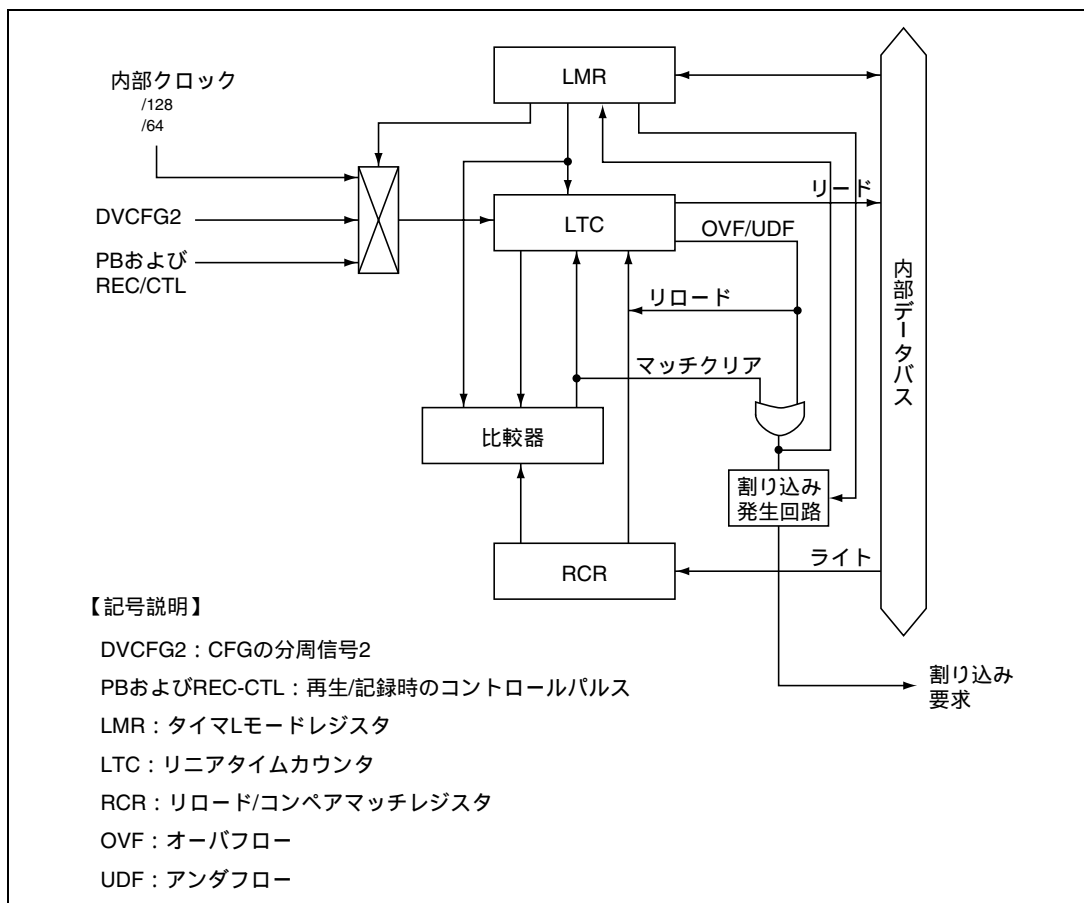 内部クロック
/128
/64
DVCFG2
PBおよび
REC/CTL
LMR
LTC
リード
OVF/UDF
リロード
マッチクリア
比較器
割り込み
発生回路
RCR
ライト
内部データバス
割り込み
要求
【記号説明】
DVCFG2：CFGの分周信号2
PBおよびREC-CTL：再生/記録時のコントロールパルス
LMR：タイマLモードレジスタ
LTC：リニアタイムカウンタ
RCR：リロード/コンペアマッチレジスタ
OVF：オーバフロー
UDF：アンダフロー